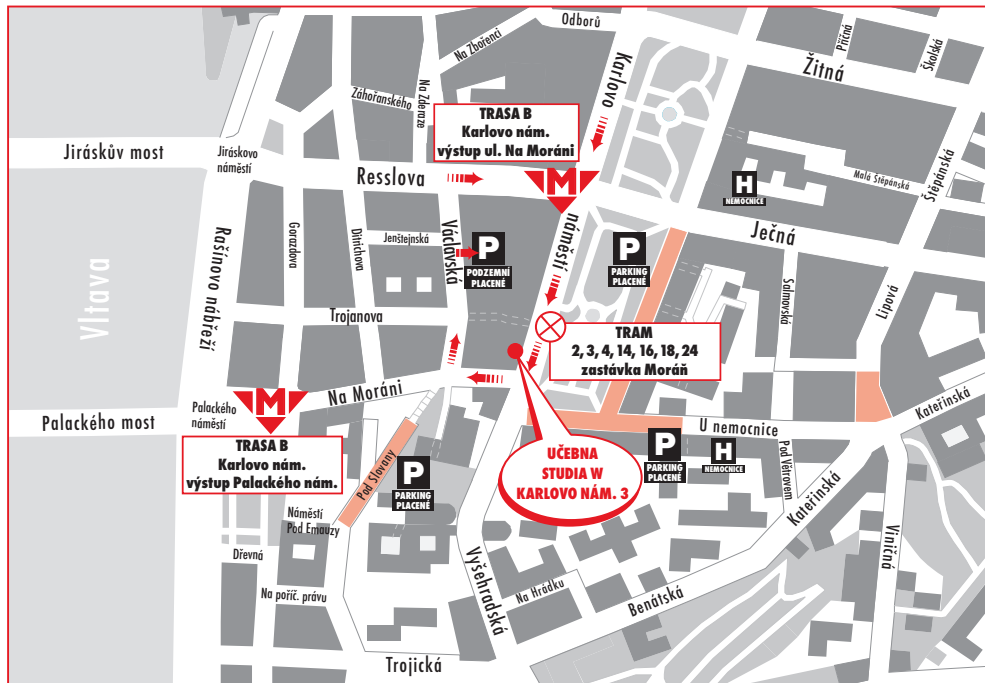 Odborů
Na Zbořenci
Karlovo
Příčná
Školská
Žitná
Záhořanského
Na Zderaze
TRASA B
Karlovo nám.
výstup ul. Na Moráni
Jiráskův most
Jiráskovo
náměstí
Resslova
M
H
NEMOCNICE
Malá Štěpánská
Štěpánská
Ječná
náměstí
Rašínovo nábřeží
Gorazdova
Ditrichova
Jenštejnská
Václavská
P
PODZEMNÍ
PLACENÉ
P
PARKING
PLACENÉ
Salmovská
Lipová
Vltava
Trojanova
TRAM
2, 3, 4, 14, 16, 18, 24
zastávka Moráň
Na Moráni
M
Palackého most
Palackého
náměstí
Kateřinská
U nemocnice
TRASA B
Karlovo nám.
výstup Palackého nám.
Pod Slovany
P
PARKING
PLACENÉ
UČEBNA
STUDIA W
KARLOVO NÁM. 3
P
PARKING
PLACENÉ
H
NEMOCNICE
Pod Větrovem
Kateřinská
Náměstí
Pod Emauzy
Dřevná
Na poříč. právu
Vyšehradská
Na Hrádku
Benátská
Viničná
Trojická